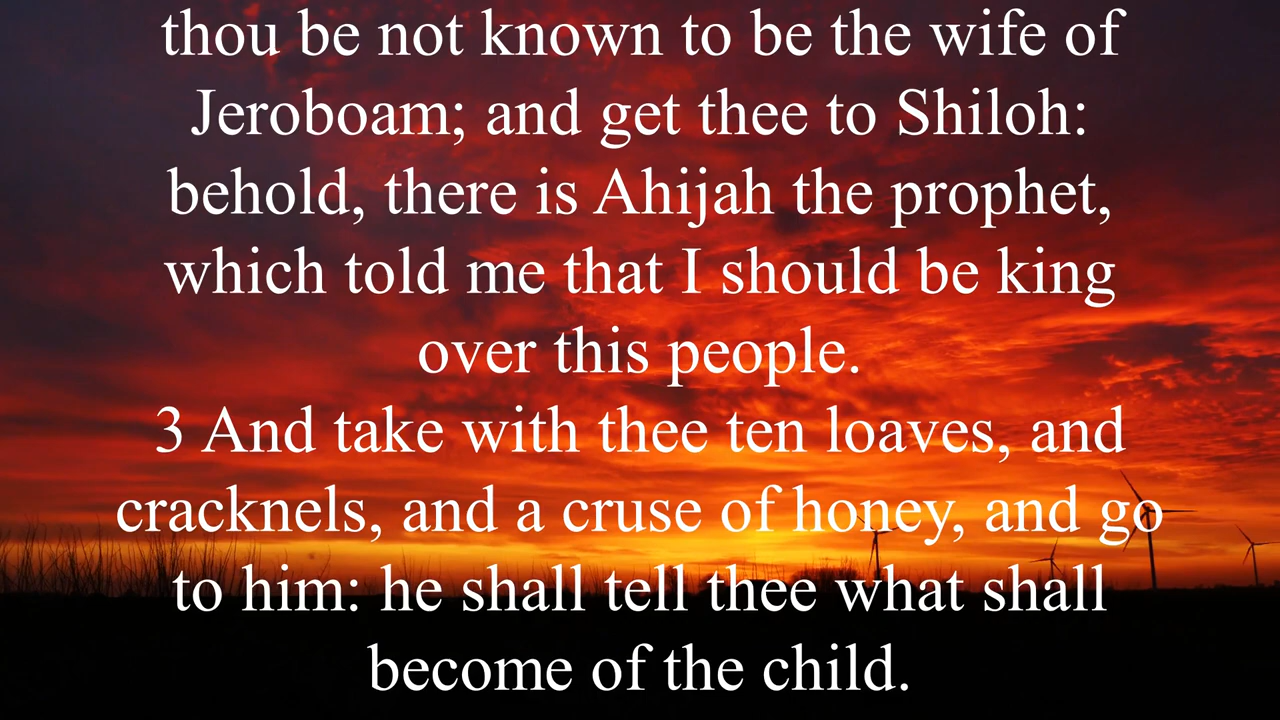 thou be not known to be the wife of
Jeroboam; and get thee to Shiloh:
behold, there is Ahijah the prophet,
which told me that I should be king
over this people.
3 And take with thee ten loaves, and
cracknels, and a cruse of honey, and go
to him: he shall tell thee what shall
become of the child.